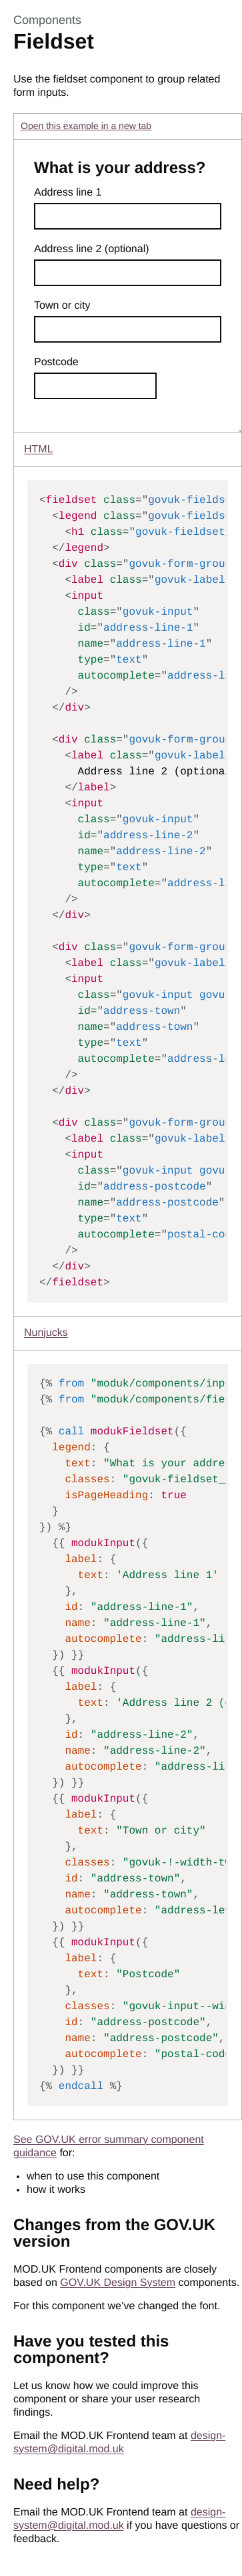 Components
Fieldset
Use the fieldset component to group related
form inputs.
Open this example in a new tab
What is your address?
Address line 1
Address line 2 (optional)
Town or city
Postcode
HTML
<fieldset class="govuk-fields
  <legend class="govuk-fields
    <h1 class="govuk-fieldset_
  </legend>
  <div class="govuk-form-grou
    <label class="govuk-label
    <input
      class="govuk-input"
      id="address-line-1"
      name="address-line-1"
      type="text"
      autocomplete="address-l
    />
  </div>
  <div class="govuk-form-grou
    <label class="govuk-label
      Address line 2 (optiona
    </label>
    <input
      class="govuk-input"
      id="address-line-2"
      name="address-line-2"
      type="text"
      autocomplete="address-l
    />
  </div>
  <div class="govuk-form-grou
    <label class="govuk-label
    <input
      class="govuk-input govu
      id="address-town"
      name="address-town"
      type="text"
      autocomplete="address-l
    />
  </div>
  <div class="govuk-form-grou
    <label class="govuk-label
    <input
      class="govuk-input govu
      id="address-postcode"
      name="address-postcode"
      type="text"
      autocomplete="postal-co
    />
  </div>
</fieldset>
Nunjucks
{% from "moduk/components/inp
{% from "moduk/components/fie
{% call modukFieldset({
  legend: {
    text: "What is your addre
    classes: "govuk-fieldset_
    isPageHeading: true
  }
}) %}
  {{ modukInput({
    label: {
      text: 'Address line 1'
    },
    id: "address-line-1",
    name: "address-line-1",
    autocomplete: "address-li
  }) }}
  {{ modukInput({
    label: {
      text: 'Address line 2 (
    },
    id: "address-line-2",
    name: "address-line-2",
    autocomplete: "address-li
  }) }}
  {{ modukInput({
    label: {
      text: "Town or city"
    },
    classes: "govuk-!-width-tw
    id: "address-town",
    name: "address-town",
    autocomplete: "address-lev
  }) }}
  {{ modukInput({
    label: {
      text: "Postcode"
    },
    classes: "govuk-input--wid
    id: "address-postcode",
    name: "address-postcode",
    autocomplete: "postal-code
  }) }}
{% endcall %}
See GOV.UK error summary component
guidance for:
• when to use this component
• how it works
Changes from the GOV.UK
version
MOD.UK Frontend components are closely
based on GOV.UK Design System components.
For this component we’ve changed the font.
Have you tested this
component?
Let us know how we could improve this
component or share your user research
findings.
Email the MOD.UK Frontend team at design-
system@digital.mod.uk
Need help?
Email the MOD.UK Frontend team at design-
system@digital.mod.uk if you have questions or
feedback.